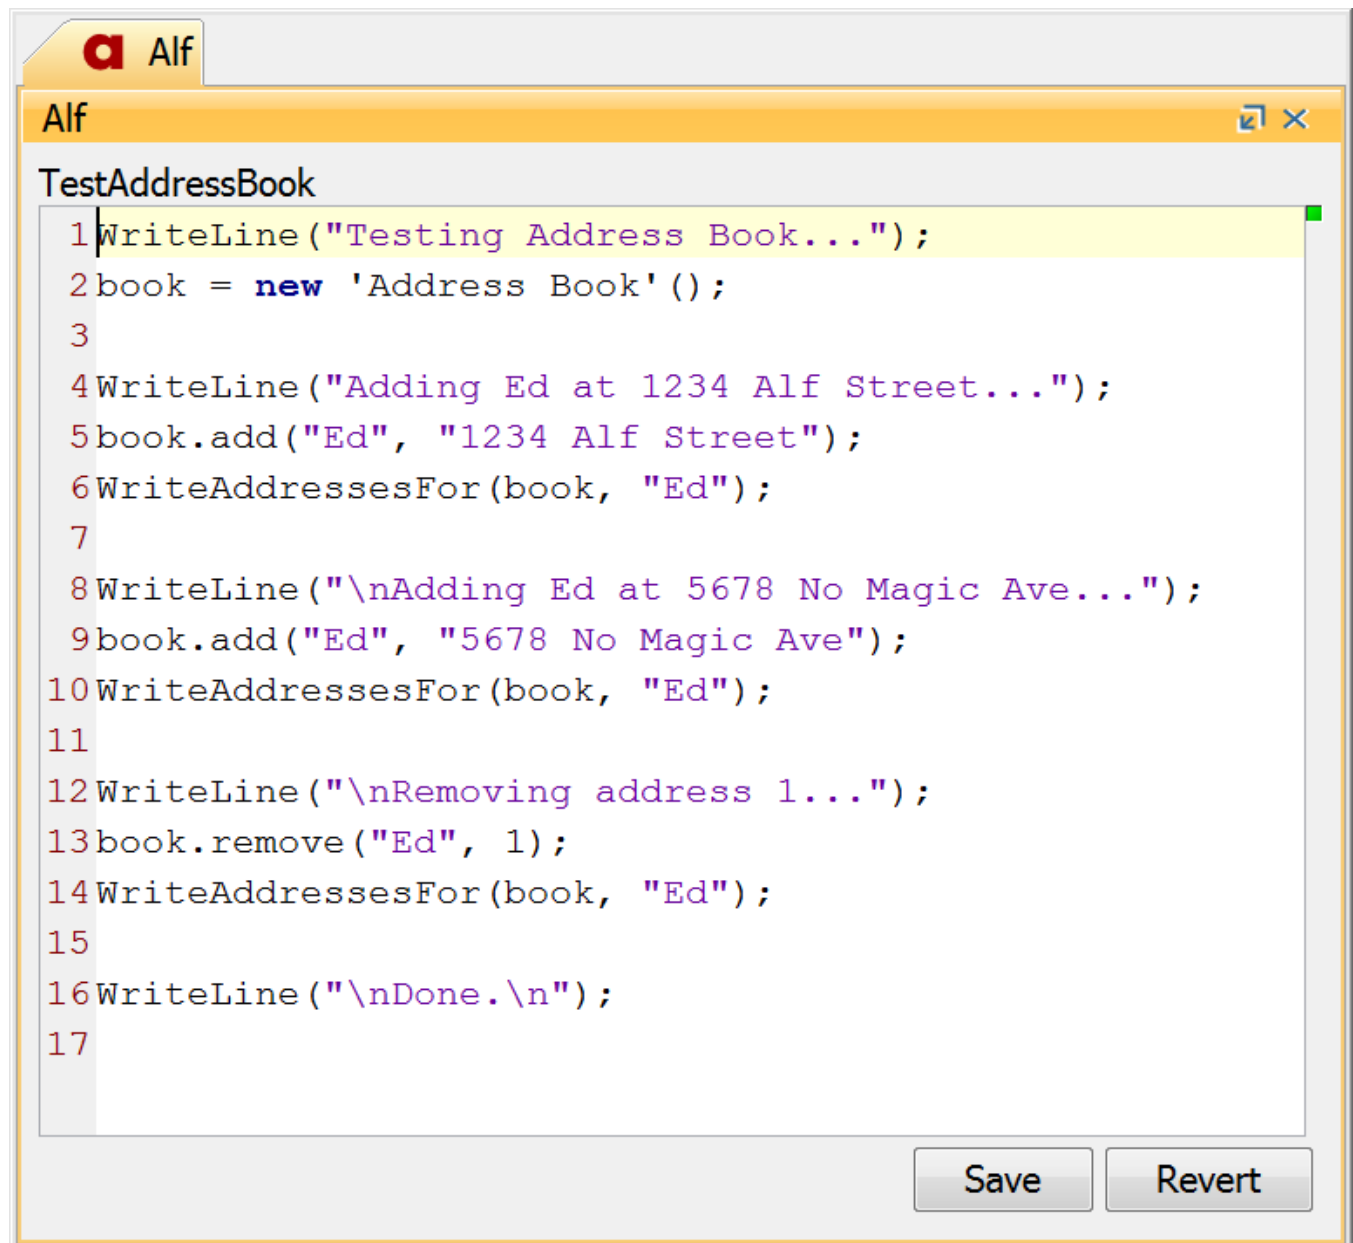 a Alf
Alf
TestAddressBook
1 WriteLine("Testing Address Book...");
2 book = new 'Address Book'();
3
4 WriteLine("Adding Ed at 1234 Alf Street...");
5 book.add("Ed", "1234 Alf Street");
6 WriteAddressesFor(book, "Ed");
7
8 WriteLine("\nAdding Ed at 5678 No Magic Ave...");
9 book.add("Ed", "5678 No Magic Ave");
10 WriteAddressesFor(book, "Ed");
11
12 WriteLine("\nRemoving address 1...");
13 book.remove("Ed", 1);
14 WriteAddressesFor(book, "Ed");
15
16 WriteLine("\nDone.\n");
17
Save Revert